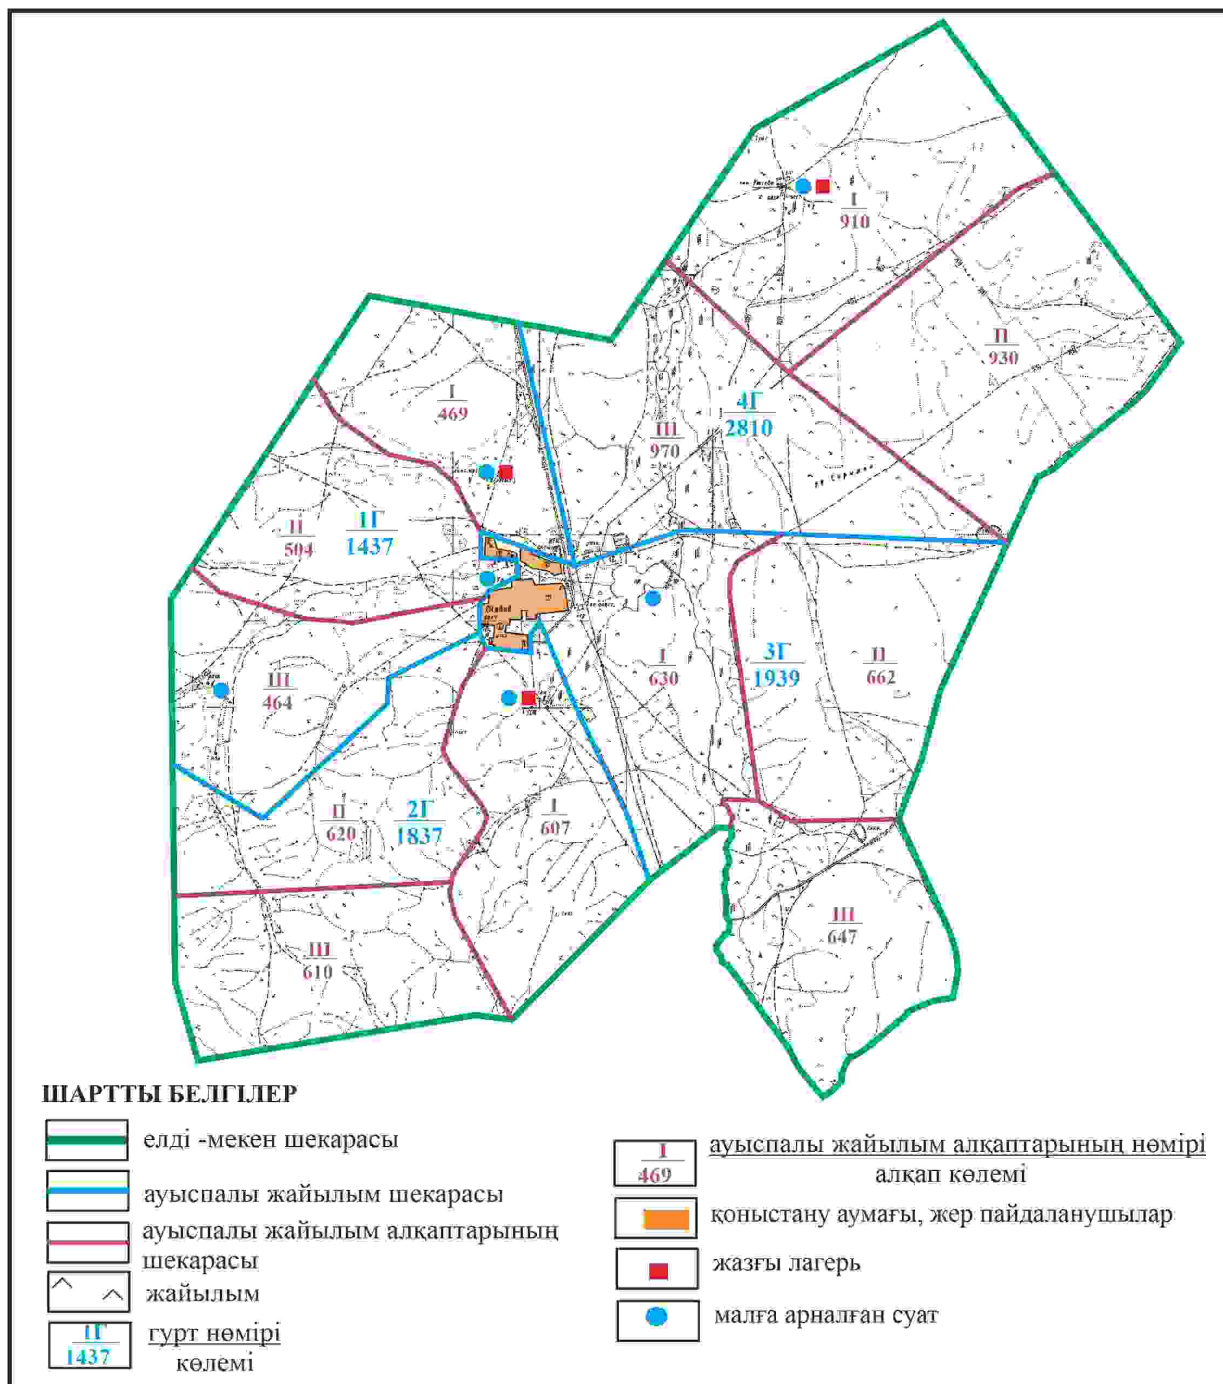 I
910
II
930
4Г
2810
I
469
III
970
II
504
1Г
1437
I
630
3Г
1939
II
662
III
464
II
620
2Г
1837
I
607
III
610
III
647
ШАРТТЫ БЕЛГІЛЕР
елді -мекен шекарасы
ауыспалы жайылым шекарасы
ауыспалы жайылым алқаптарының
шекарасы
жайылым
1Г
1437
гурт нөмірі
көлемі
I
469
ауыспалы жайылым алқаптарының нөмірі
алқап көлемі
қоныстану аумағы, жер пайдаланушылар
жазғы лагерь
малға арналған суат